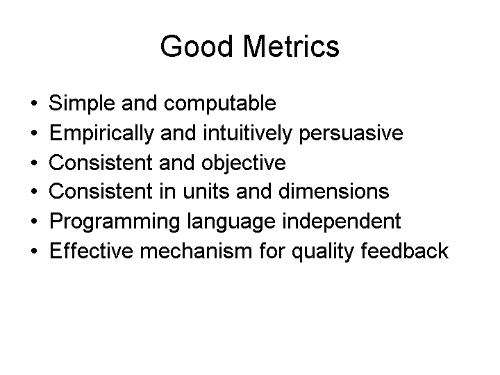 Good Metrics
• Simple and computable
• Empirically and intuitively persuasive
• Consistent and objective
• Consistent in units and dimensions
• Programming language independent
• Effective mechanism for quality feedback